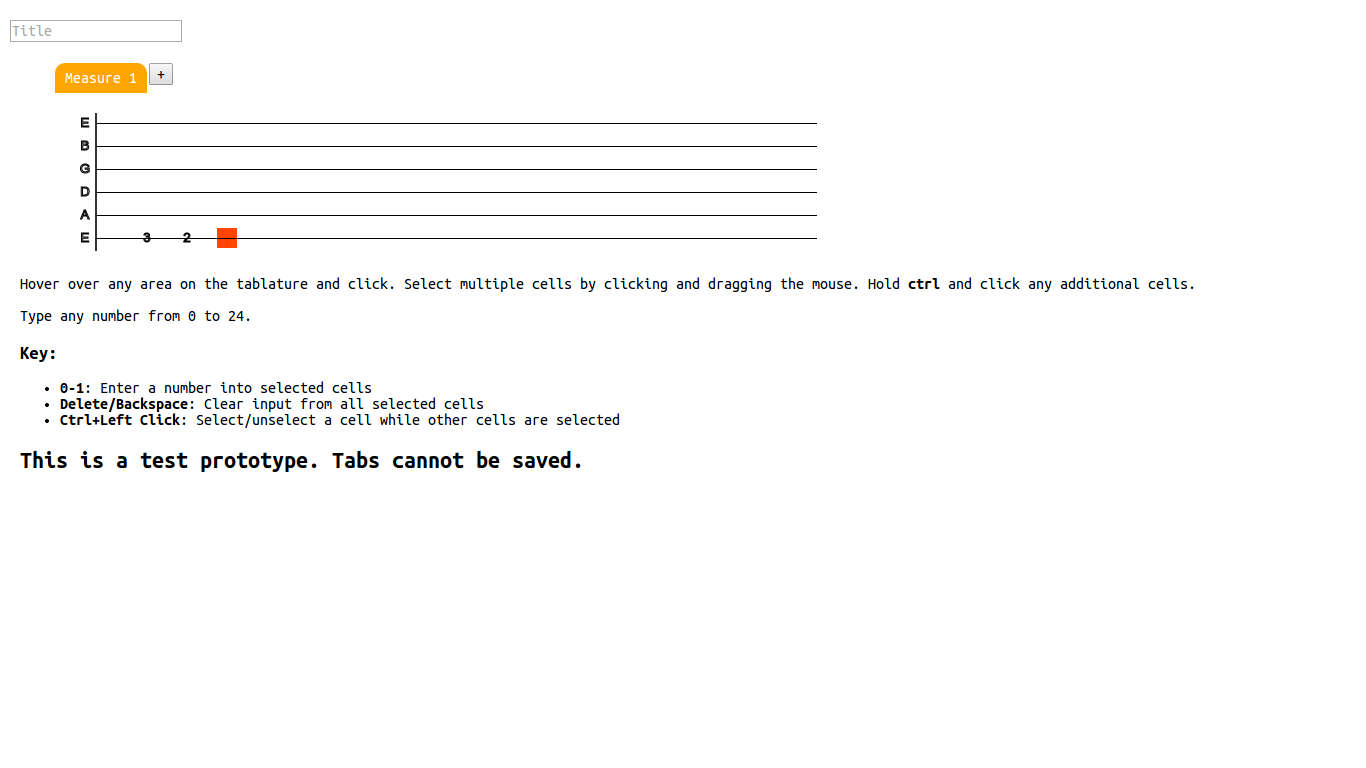 Title
Measure 1 +
E
B
G
D
A
E 3 2
Hover over any area on the tablature and click. Select multiple cells by clicking and dragging the mouse. Hold ctrl and click any additional cells.
Type any number from 0 to 24.
Key:
• 0-1: Enter a number into selected cells
• Delete/Backspace: Clear input from all selected cells
• Ctrl+Left Click: Select/unselect a cell while other cells are selected
This is a test prototype. Tabs cannot be saved.